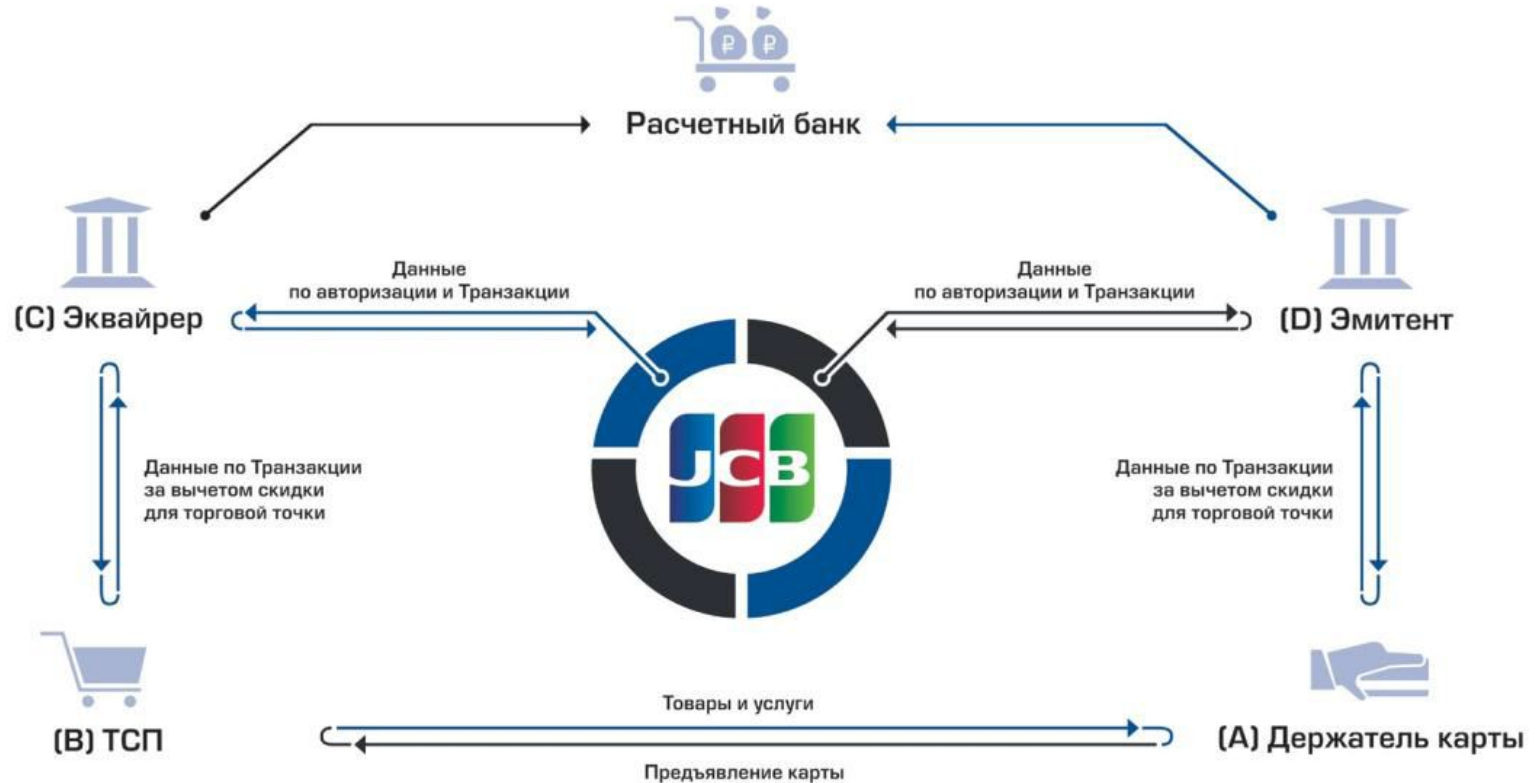 ₽ ₽
Расчетный банк
Данные
по авторизации и Транзакции
Данные
по авторизации и Транзакции
(C) Эквайрер
(D) Эмитент
JCB
Данные по Транзакции
за вычетом скидки
для торговой точки
Данные по Транзакции
за вычетом скидки
для торговой точки
Товары и услуги
(B) ТСП
(A) Держатель карты
Предъявление карты